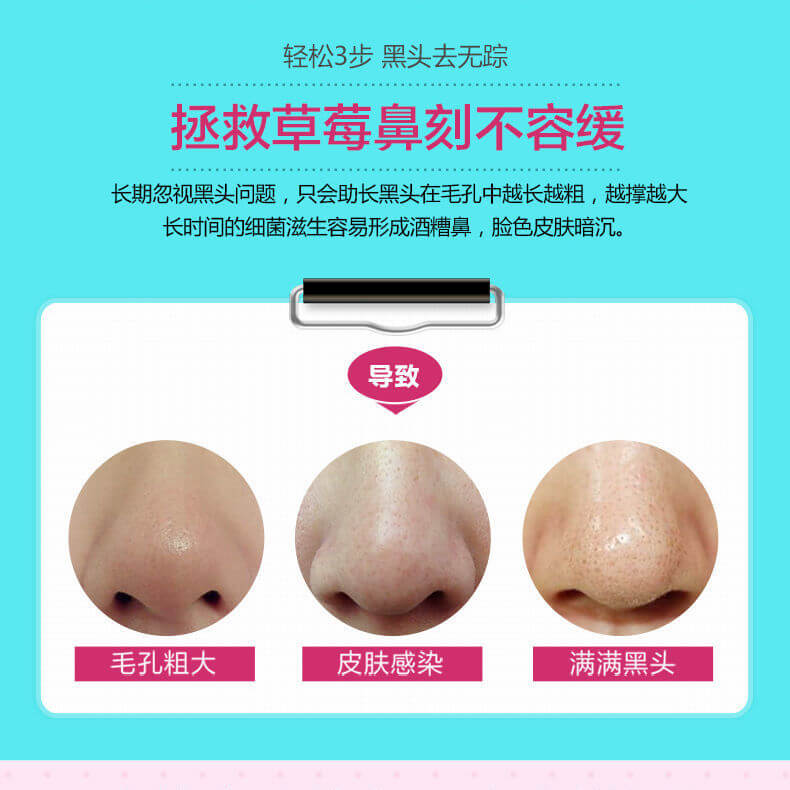 轻松3步 黑头去无踪
拯救草莓鼻刻不容缓
长期忽视黑头问题，只会助长黑头在毛孔中越长越粗，越撑越大
长时间的细菌滋生容易形成酒糟鼻，脸色皮肤暗沉。
导致
毛孔粗大
皮肤感染
满满黑头